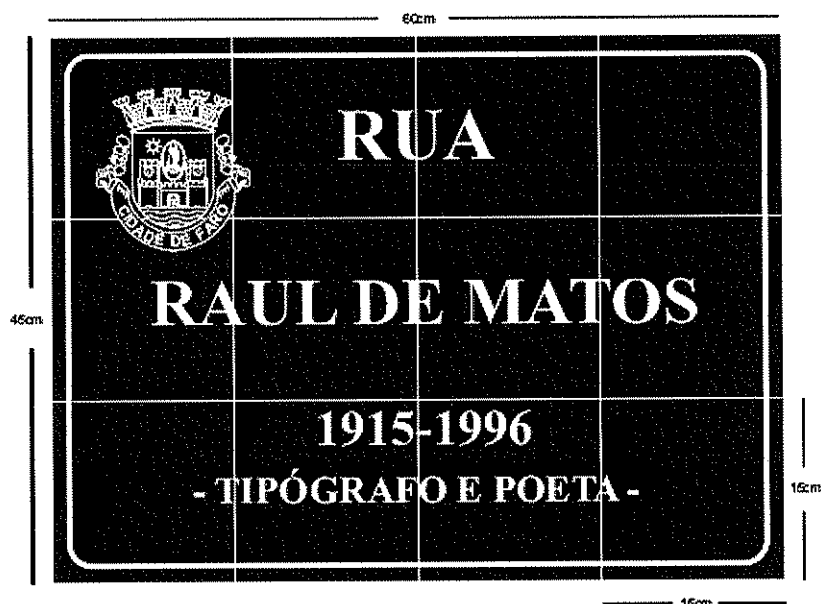 60cm
RUA
CIDADE DE FARO
RAUL DE MATOS
45cm
1915-1996
- TIPÓGRAFO E POETA -
15cm
15cm